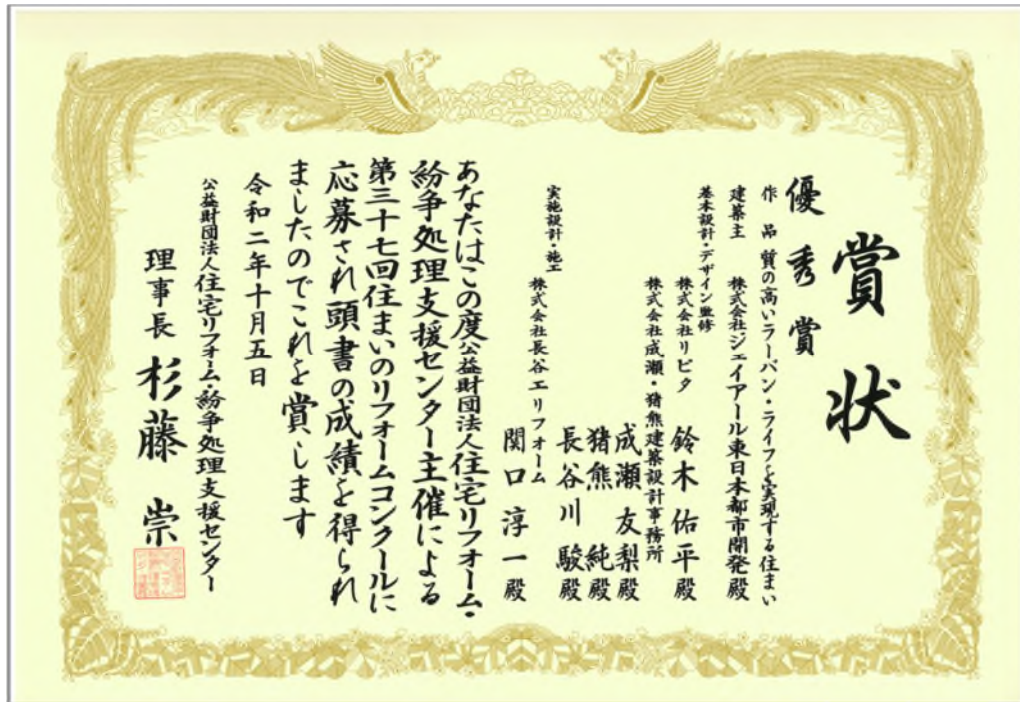 賞状
優秀賞
作品 質の高いラーバン・ライフを実現する住まい
建築主 株式会社ジェイアール東日本都市開発殿
基本設計・デザイン監修
株式会社リビタ 鈴木佑平殿
株式会社成瀬・猪熊建築設計事務所
成瀬友梨殿
猪熊純殿
長谷川駿殿
実施設計・施工
株式会社長谷工リフォーム
関口淳一殿
あなたはこの度公益財団法人住宅リフォーム・
紛争処理支援センター主催による
第三十七回住まいのリフォームコンクールに
応募され頭書の成績を得られ
ましたのでこれを賞します
令和二年十月五日
公益財団法人住宅リフォーム・紛争処理支援センター
理事長 杉藤崇